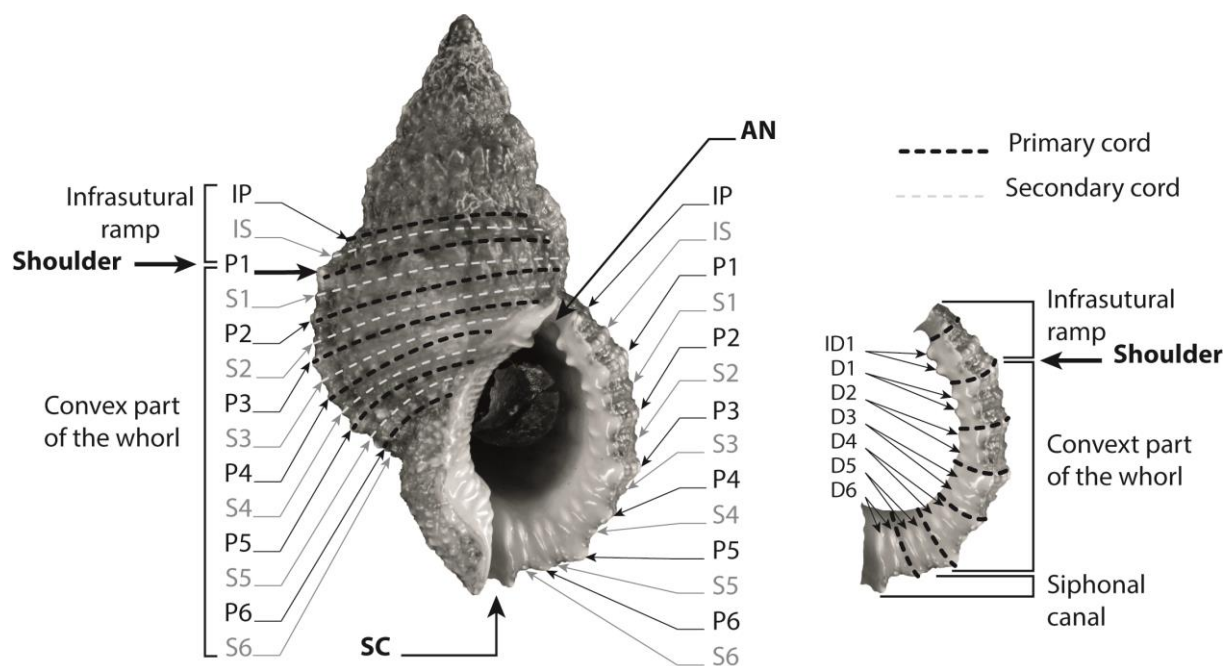 Infrasutural
ramp
Shoulder
Convex part
of the whorl
IP
IS
P1
S1
P2
S2
P3
S3
P4
S4
P5
S5
P6
S6
SC
AN
IP
IS
P1
S1
P2
S2
P3
S3
P4
S4
P5
S5
P6
S6
Primary cord
Secondary cord
ID1
D1
D2
D3
D4
D5
D6
Infrasutural
ramp
Shoulder
Convext part
of the whorl
Siphonal
canal